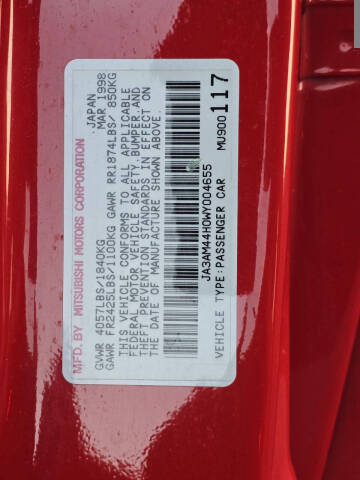 MFD. BY MITSUBISHI MOTORS CORPORATION
JAPAN
GVWR 4057LBS/1840KG MAR 1998
GAWR FR2425LBS/1100KG GAWR RR1874LBS/ 850KG
THIS VEHICLE CONFORMS TO ALL APPLICABLE
FEDERAL MOTOR VEHICLE SAFETY, BUMPER, AND
THEFT PREVENTION STANDARDS IN EFFECT ON
THE DATE OF MANUFACTURE SHOWN ABOVE.
JA3AM44H0WY004655
VEHICLE TYPE:PASSENGER CAR
MU900117